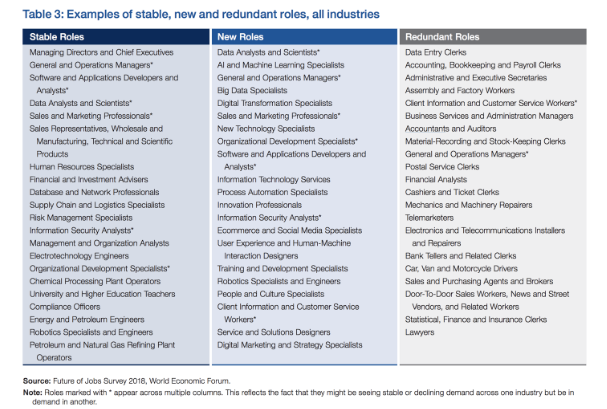 Table 3: Examples of stable, new and redundant roles, all industries
Stable Roles
Managing Directors and Chief Executives
General and Operations Managers*
Software and Applications Developers and
Analysts*
Data Analysts and Scientists*
Sales and Marketing Professionals*
Sales Representatives, Wholesale and
Manufacturing, Technical and Scientific
Products
Human Resources Specialists
Financial and Investment Advisers
Database and Network Professionals
Supply Chain and Logistics Specialists
Risk Management Specialists
Information Security Analysts*
Management and Organization Analysts
Electrotechnology Engineers
Organizational Development Specialists*
Chemical Processing Plant Operators
University and Higher Education Teachers
Compliance Officers
Energy and Petroleum Engineers
Robotics Specialists and Engineers
Petroleum and Natural Gas Refining Plant
Operators
New Roles
Data Analysts and Scientists*
AI and Machine Learning Specialists
General and Operations Managers*
Big Data Specialists
Digital Transformation Specialists
Sales and Marketing Professionals*
New Technology Specialists
Organizational Development Specialists*
Software and Applications Developers and
Analysts*
Information Technology Services
Process Automation Specialists
Innovation Professionals
Information Security Analysts*
Ecommerce and Social Media Specialists
User Experience and Human-Machine
Interaction Designers
Training and Development Specialists
Robotics Specialists and Engineers
People and Culture Specialists
Client Information and Customer Service
Workers*
Service and Solutions Designers
Digital Marketing and Strategy Specialists
Redundant Roles
Data Entry Clerks
Accounting, Bookkeeping and Payroll Clerks
Administrative and Executive Secretaries
Assembly and Factory Workers
Client Information and Customer Service Workers*
Business Services and Administration Managers
Accountants and Auditors
Material-Recording and Stock-Keeping Clerks
General and Operations Managers*
Postal Service Clerks
Financial Analysts
Cashiers and Ticket Clerks
Mechanics and Machinery Repairers
Telemarketers
Electronics and Telecommunications Installers
and Repairers
Bank Tellers and Related Clerks
Car, Van and Motorcycle Drivers
Sales and Purchasing Agents and Brokers
Door-To-Door Sales Workers, News and Street
Vendors, and Related Workers
Statistical, Finance and Insurance Clerks
Lawyers
Source: Future of Jobs Survey 2018, World Economic Forum.
Note: Roles marked with * appear across multiple columns. This reflects the fact that they might be seeing stable or declining demand across one industry but be in
demand in another.